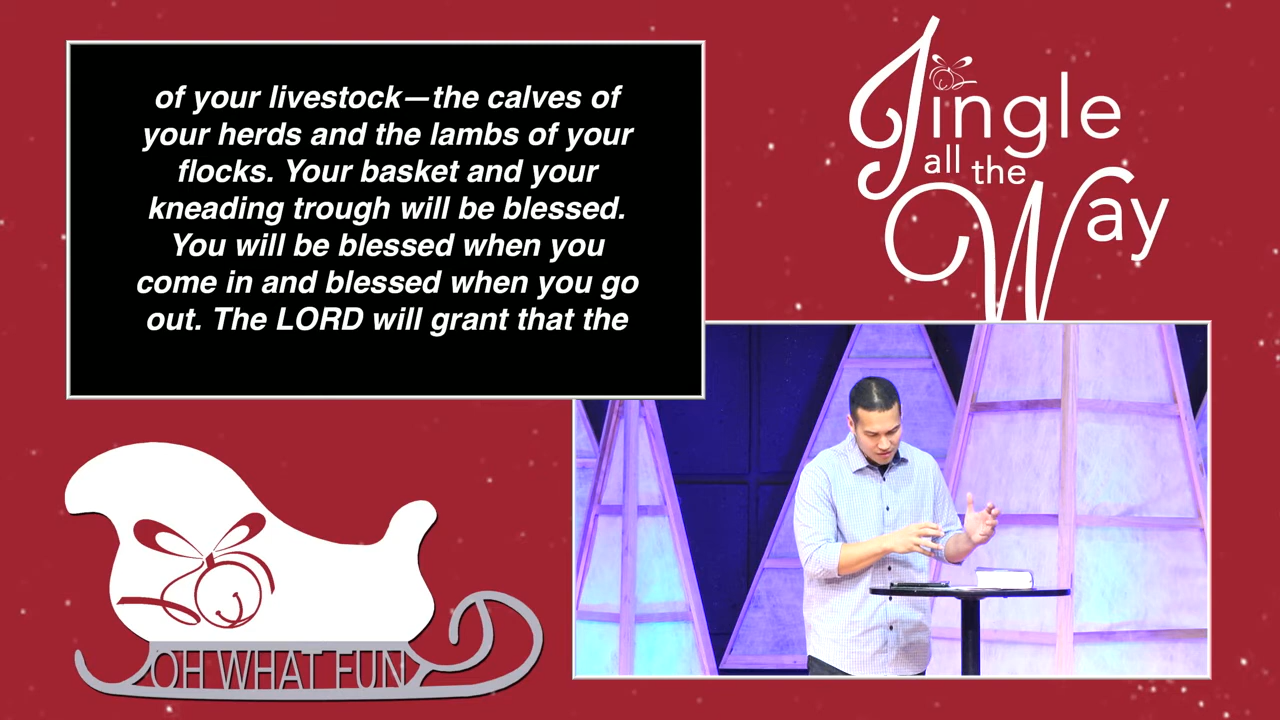 of your livestock—the calves of
your herds and the lambs of your
flocks. Your basket and your
kneading trough will be blessed.
You will be blessed when you
come in and blessed when you go
out. The LORD will grant that the
Jingle
all the
Way
OH WHAT FUN